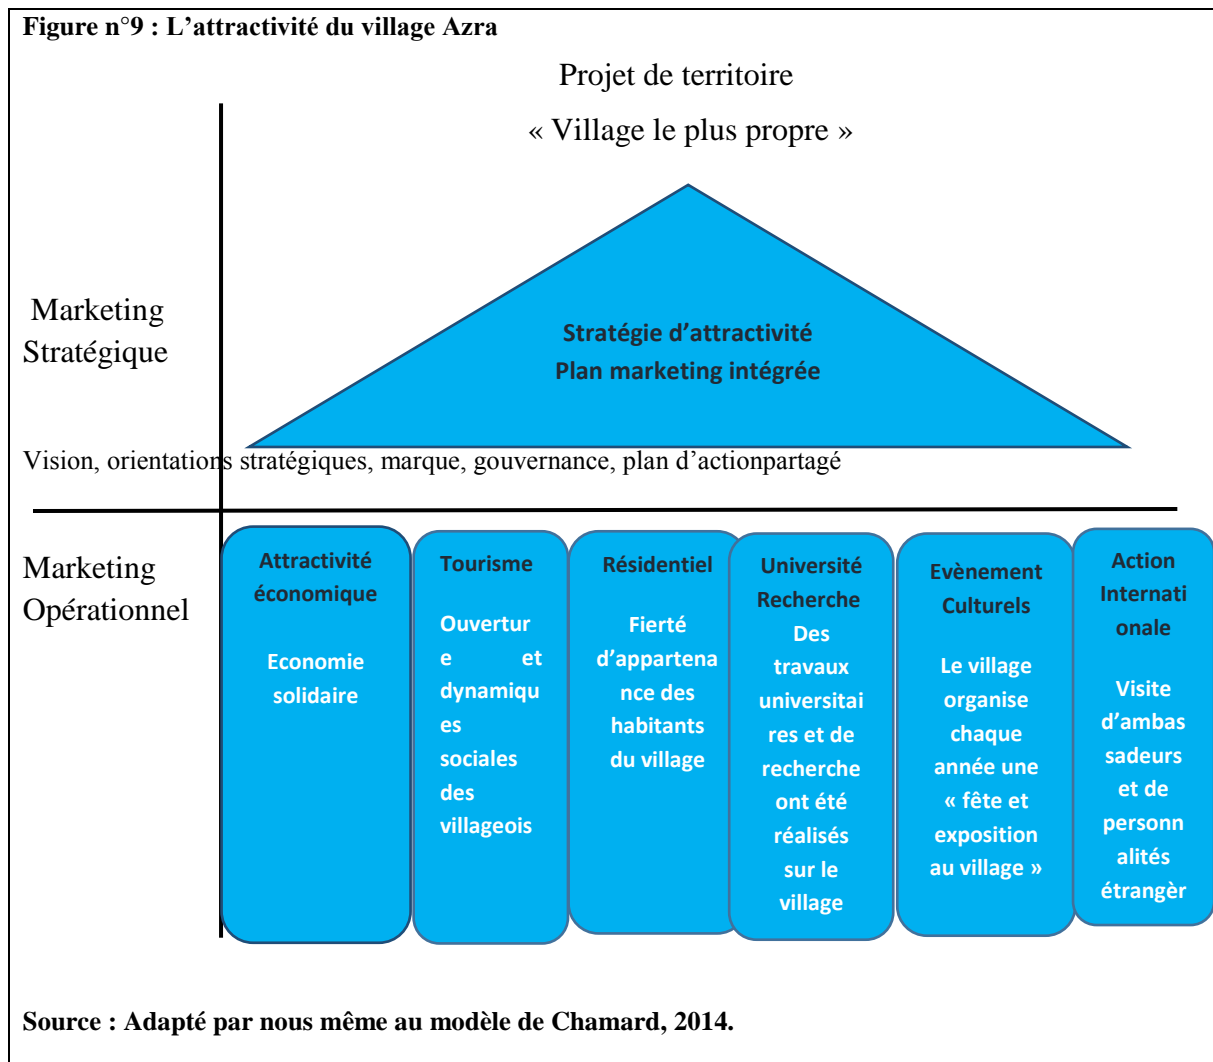 Figure n°9 : L’attractivité du village Azra
Projet de territoire
« Village le plus propre »
Marketing
Stratégique
Stratégie d’attractivité
Plan marketing intégrée
Vision, orientations stratégiques, marque, gouvernance, plan d’actionpartagé
Marketing
Opérationnel
Attractivité
économique
Economie
solidaire
Tourisme
Ouvertur
e et
dynamiqu
es
sociales
des
villageois
Résidentiel
Fierté
d’appartena
nce des
habitants
du village
Université
Recherche
Des
travaux
universitai
res et de
recherche
ont été
réalisés
sur le
village
Evènement
Culturels
Le village
organise
chaque
année une
« fête et
exposition
au village »
Action
Internati
onale
Visite
d’ambas
sadeurs
et de
personn
alités
étrangèr
Source : Adapté par nous même au modèle de Chamard, 2014.